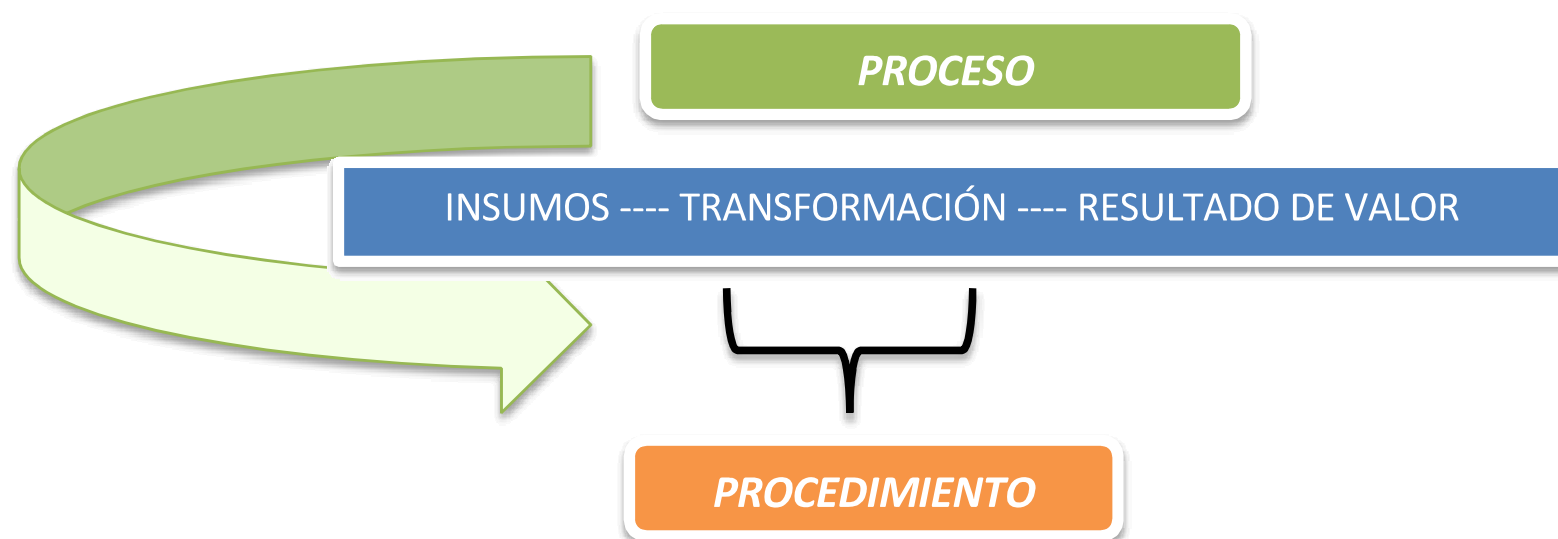 PROCESO
INSUMOS ---- TRANSFORMACIÓN ---- RESULTADO DE VALOR
PROCEDIMIENTO